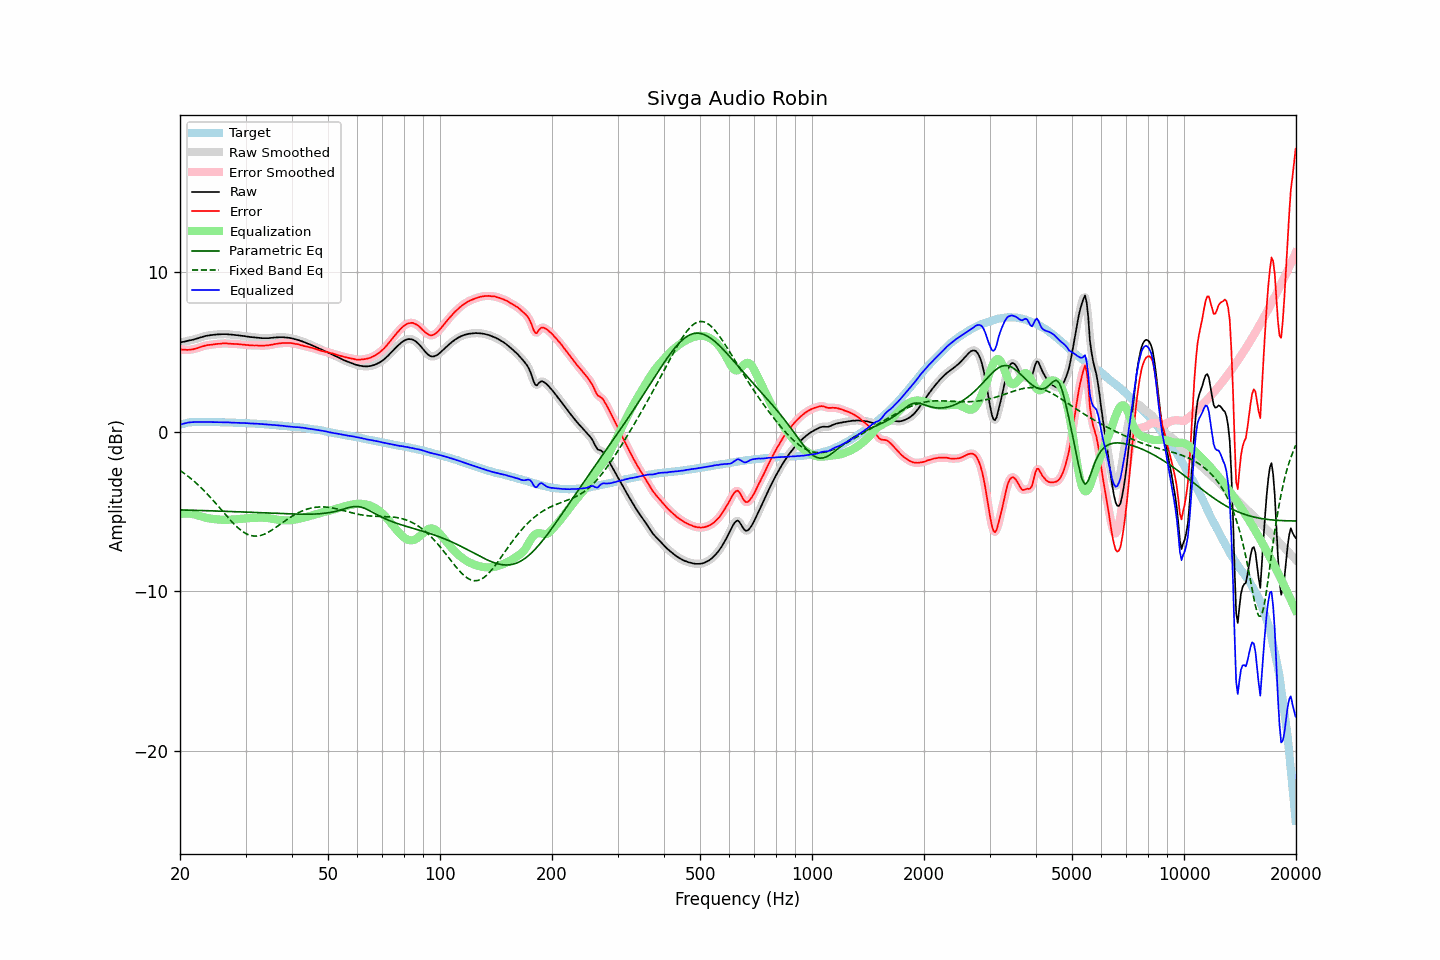 Sivga Audio Robin
Target
Raw Smoothed
Error Smoothed
Raw
Error
Equalization
Parametric Eq
Fixed Band Eq
Equalized
Amplitude (dBr)
10
0
−10
−20
20
50
100
200
500
1000
2000
5000
10000
20000
Frequency (Hz)